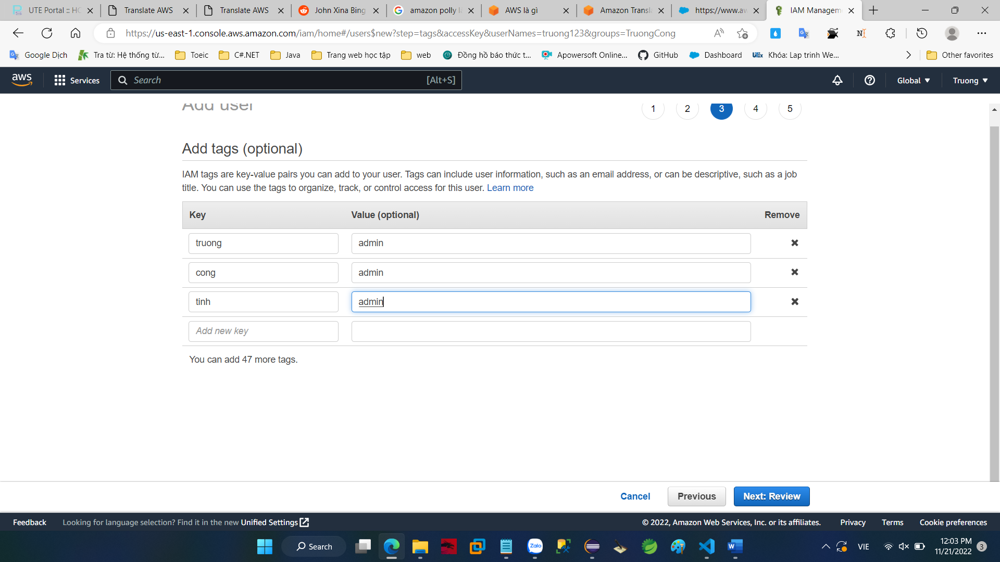 UTE Portal :: HC
Translate AWS
Translate AWS
John Xina Bing
amazon polly là
AWS là gì
Amazon Transla
https://www.aw
IAM Managem
https://us-east-1.console.aws.amazon.com/iam/home#/users$new?step=tags&accessKey&userNames=truong123&groups=TruongCong
Google Dịch
Tra từ: Hệ thống từ...
Toeic
C#.NET
Java
Trang web học tập
web
Đồng hồ báo thức t...
Apowersoft Online...
GitHub
Dashboard
UEx
Khóa: Lap trinh We...
Other favorites
aws
Services
Search
[Alt+S]
Global
Truong
Add user
1
2
3
4
5
Add tags (optional)
IAM tags are key-value pairs you can add to your user. Tags can include user information, such as an email address, or can be descriptive, such as a job
title. You can use the tags to organize, track, or control access for this user. Learn more
Key
Value (optional)
Remove
truong
admin
cong
admin
tinh
admin
Add new key
You can add 47 more tags.
Cancel
Previous
Next: Review
Feedback
Looking for language selection? Find it in the new Unified Settings
© 2022, Amazon Web Services, Inc. or its affiliates.
Privacy
Terms
Cookie preferences
Search
Zalo
VIE
12:03 PM
11/21/2022
3